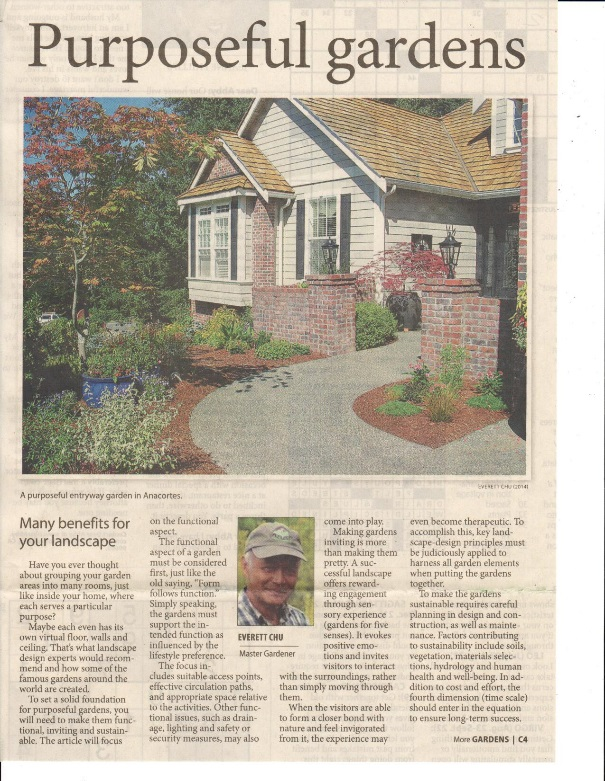 Purposeful gardens
EVERETT CHU (2014)
A purposeful entryway garden in Anacortes.
Many benefits for
your landscape
Have you ever thought
about grouping your garden
areas into many rooms, just
like inside your home, where
each serves a particular
purpose?
Maybe each even has its
own virtual floor, walls and
ceiling. That's what landscape
design experts would recom-
mend and how some of the
famous gardens around the
world are created.
To set a solid foundation
for purposeful gardens, you
will need to make them func-
tional, inviting and sustain-
able. The article will focus
on the functional
aspect.
The functional
aspect of a garden
must be considered
first, just like the
old saying, "Form
follows function."
Simply speaking,
the gardens must
support the in-
tended function as
influenced by the
lifestyle preference.
The focus in-
cludes suitable access points,
effective circulation paths,
and appropriate space relative
to the activities. Other func-
tional issues, such as drain-
age, lighting and safety or
security measures, may also
EVERETT CHU
Master Gardener
come into play.
Making gardens
inviting is more
than making them
pretty. A suc-
cessful landscape
offers reward-
ing engagement
through sen-
sory experience
(gardens for five
senses). It evokes
positive emo-
tions and invites
visitors to interact
with the surroundings, rather
than simply moving through
them.
When the visitors are able
to form a closer bond with
nature and feel invigorated
from it, the experience may
even become therapeutic. To
accomplish this, key land-
scape-design principles must
be judiciously applied to
harness all garden elements
when putting the gardens
together.
To make the gardens
sustainable requires careful
planning in design and con-
struction, as well as mainte-
nance. Factors contributing
to sustainability include soils,
vegetation, materials selec-
tions, hydrology and human
health and well-being. In ad-
dition to cost and effort, the
fourth dimension (time scale)
should enter in the equation
to ensure long-term success.
More GARDENS | C4